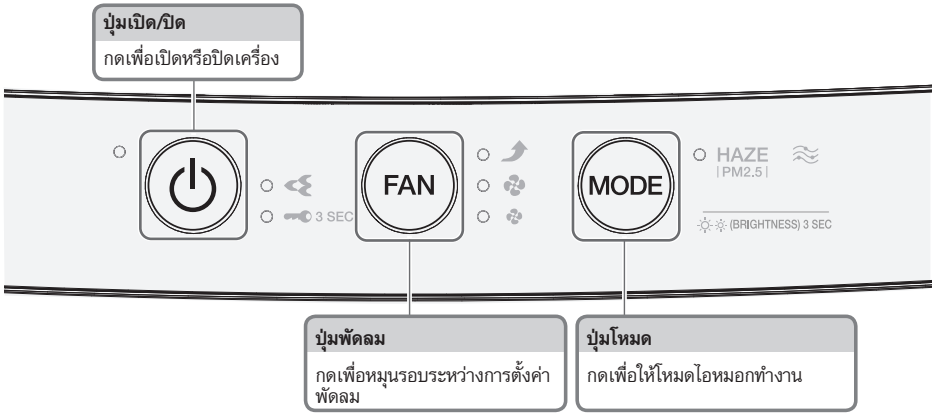 ปุ่มเปิด/ปิด
กดเพื่อเปิดหรือปิดเครื่อง
3 SEC
FAN
MODE
HAZE
| PM2.5 |
(BRIGHTNESS) 3 SEC
ปุ่มพัดลม
กดเพื่อหมุนรอบระหว่างการตั้งค่า
พัดลม
ปุ่มโหมด
กดเพื่อให้โหมดไอหมอกทำงาน